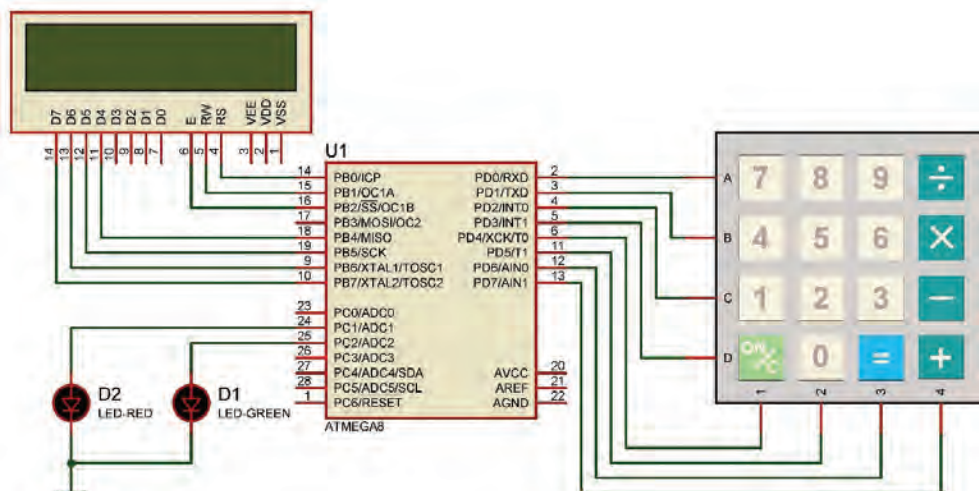 D7 D6 D5 D4 D3 D2 D1 D0 E RW RS VEE VDD VSS
14 13 12 11 10 9 8 7 6 5 4 3 2 1
U1
14 PB0/ICP
15 PB1/OC1A
16 PB2/SS/OC1B
17 PB3/MOSI/OC2
18 PB4/MISO
19 PB5/SCK
9 PB6/XTAL1/TOSC1
10 PB7/XTAL2/TOSC2
23 PC0/ADC0
24 PC1/ADC1
25 PC2/ADC2
26 PC3/ADC3
27 PC4/ADC4/SDA
28 PC5/ADC5/SCL
1 PC6/RESET
PD0/RXD 2
PD1/TXD 3
PD2/INT0 4
PD3/INT1 5
PD4/XCK/T0 6
PD5/T1 11
PD6/AIN0 12
PD7/AIN1 13
AVCC 20
AREF 21
AGND 22
ATMEGA8
D2
LED-RED
D1
LED-GREEN
A 7 8 9 ÷
B 4 5 6 ×
C 1 2 3 −
D ON/C 0 = +
1 2 3 4